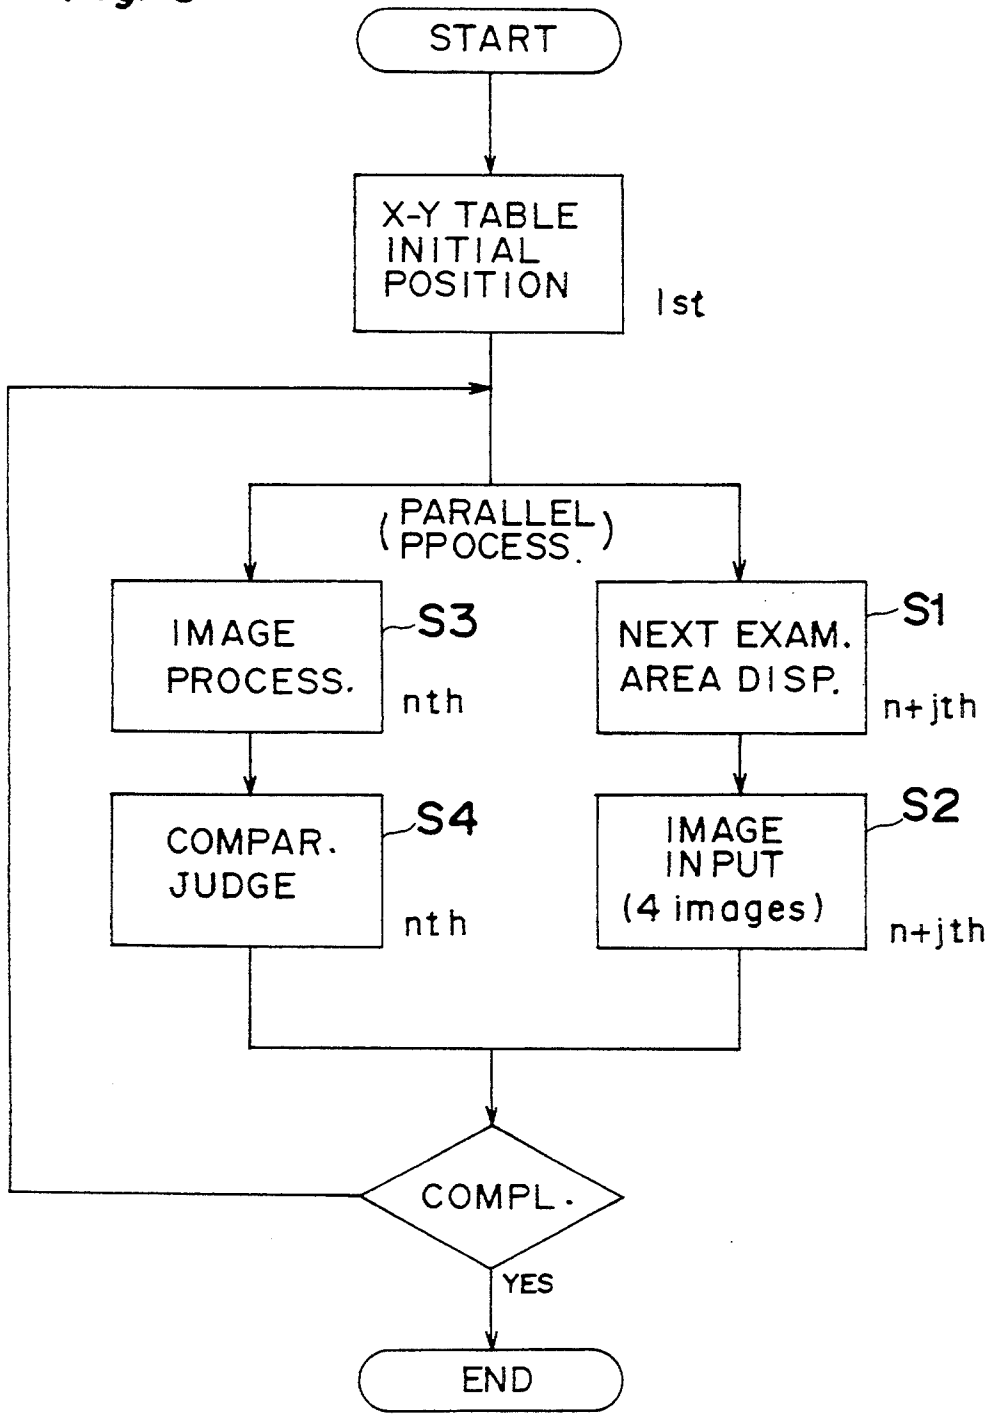 START
X-Y TABLE
INITIAL
POSITION
1st
(PARALLEL
PPOCESS.)
IMAGE
PROCESS.
S3
nth
NEXT EXAM.
AREA DISP.
S1
n+jth
COMPAR.
JUDGE
S4
nth
IMAGE
INPUT
(4 images)
S2
n+jth
COMPL.
YES
END